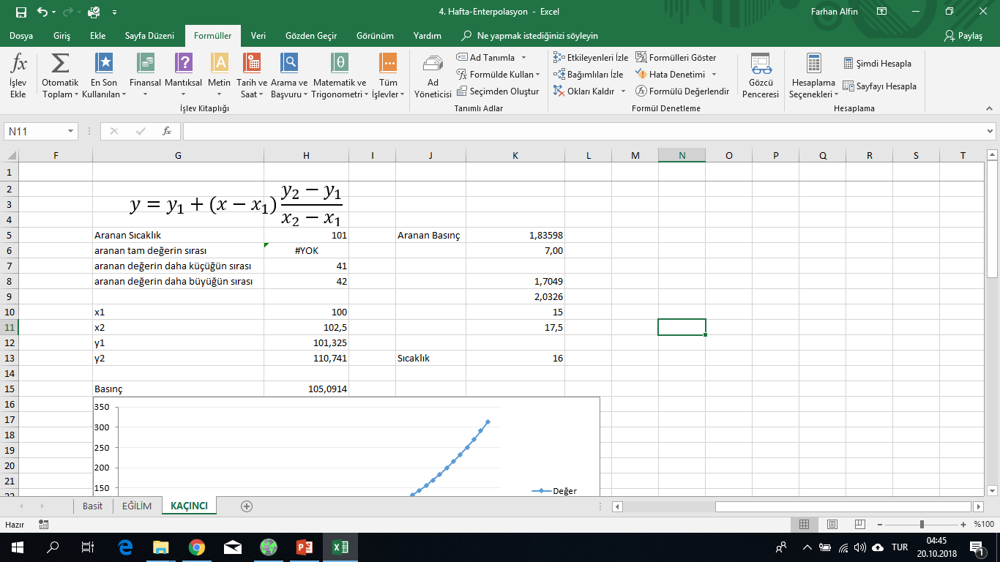 4. Hafta-Enterpolasyon - Excel
Farhan Alfin
Dosya Giriş Ekle Sayfa Düzeni Formüller Veri Gözden Geçir Görünüm Yardım Ne yapmak istediğinizi söyleyin Paylaş
fx İşlev Ekle
Σ Otomatik Toplam
En Son Kullanılan
Finansal
? Mantıksal
A Metin
Tarih ve Saat
Arama ve Başvuru
θ Matematik ve Trigonometri
Tüm İşlevler
İşlev Kitaplığı
Ad Yöneticisi
Ad Tanımla
Formülde Kullan
Seçimden Oluştur
Tanımlı Adlar
Etkileyenleri İzle
Bağımlıları İzle
Okları Kaldır
Formülleri Göster
Hata Denetimi
Formülü Değerlendir
Gözcü Penceresi
Formül Denetleme
Hesaplama Seçenekleri
Şimdi Hesapla
Sayfayı Hesapla
Hesaplama
N11 fx
F G H I J K L M N O P Q R S T
1
2
3 y = y₁ + (x − x₁) (y₂ − y₁)/(x₂ − x₁)
4
5 Aranan Sıcaklık 101 Aranan Basınç 1,83598
6 aranan tam değerin sırası #YOK 7,00
7 aranan değerin daha küçüğün sırası 41
8 aranan değerin daha büyüğün sırası 42 1,7049
9 2,0326
10 x1 100 15
11 x2 102,5 17,5
12 y1 101,325
13 y2 110,741 Sıcaklık 16
14
15 Basınç 105,0914
16 350
17 300
18
19 250
20 200
21 150
Değer
Basit EĞİLİM KAÇINCI
Hazır %100
TUR 04:45
20.10.2018
1